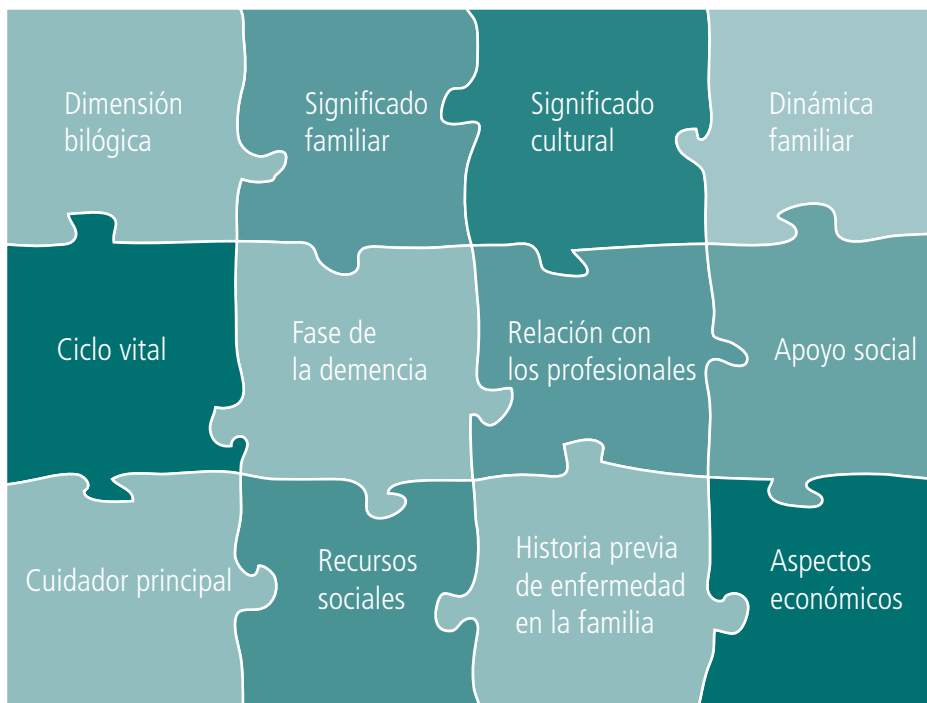 Dimensión
bilógica
Significado
familiar
Significado
cultural
Dinámica
familiar
Ciclo vital
Fase de
la demencia
Relación con
los profesionales
Apoyo social
Cuidador principal
Recursos
sociales
Historia previa
de enfermedad
en la familia
Aspectos
económicos